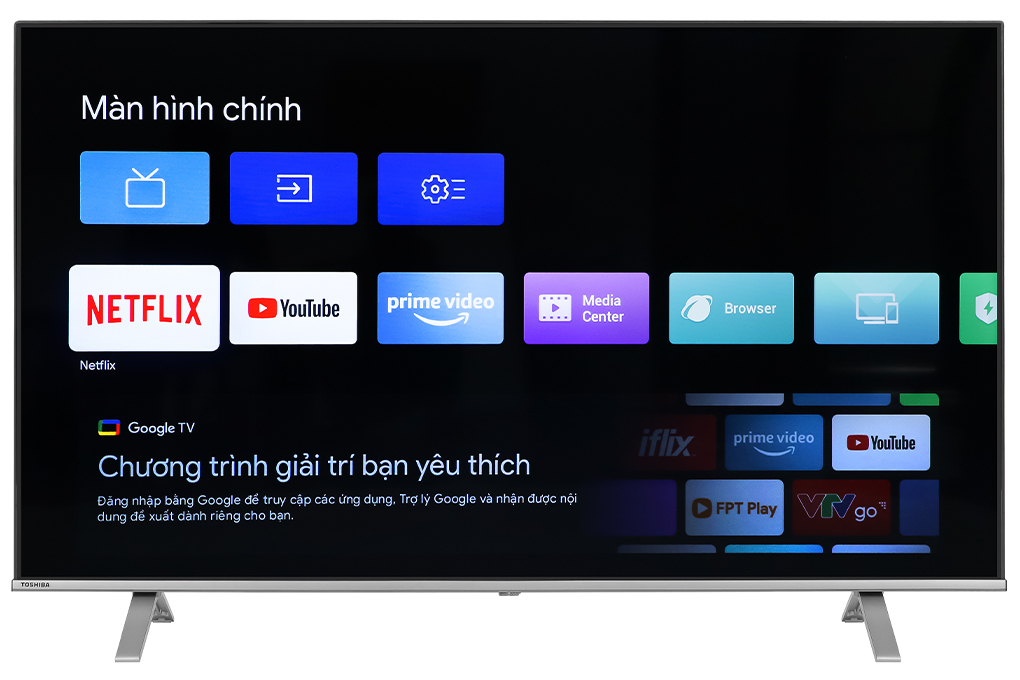 Màn hình chính
NETFLIX
YouTube
prime video
Media
Center
Browser
Netflix
Google TV
Chương trình giải trí bạn yêu thích
Đăng nhập bằng Google để truy cập các ứng dụng, Trợ lý Google và nhận được nội
dung đề xuất dành riêng cho bạn.
iflix
prime video
YouTube
FPT Play
VTV go
TOSHIBA